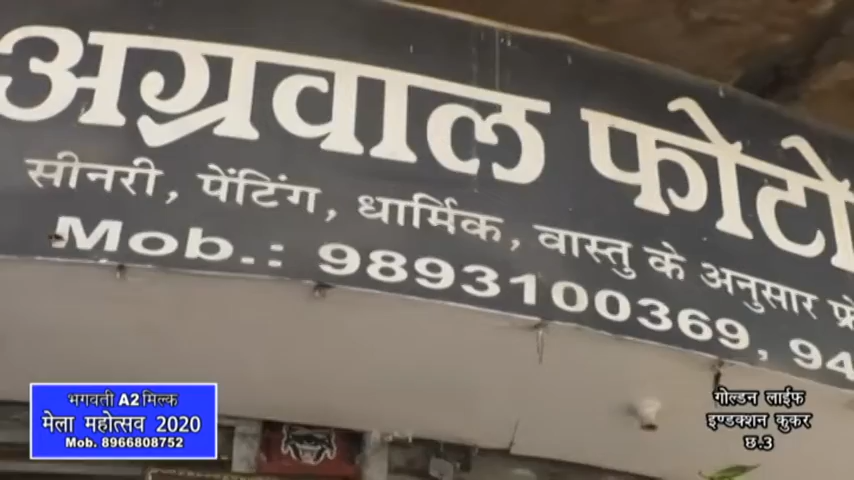 अग्रवाल फोटो
सीनरी, पेंटिंग, धार्मिक, वास्तु के अनुसार
Mob.: 9893100369, 94
भगवती A2 मिल्क
मेला महोत्सव 2020
Mob. 8966808752
गोल्डन लाईफ
इण्डक्शन कुकर
छ.3